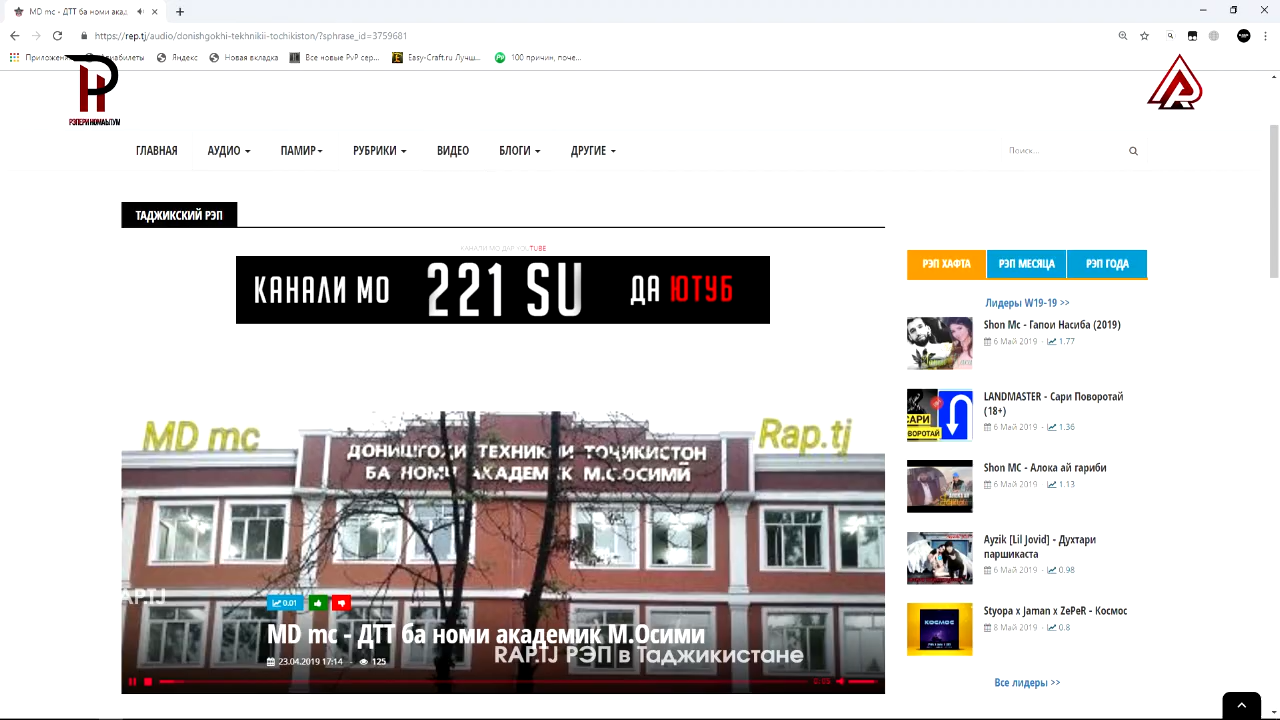 MD mc - ДТТ ба номи акад
https://rep.tj/audio/donishgokhi-tekhnikii-tochikiston/?sphrase_id=3759681
Яндекс
Новая вкладка
Все новые PvP сер...
Easy-Craft.ru Лучш...
100 причин, поче...
ГЛАВНАЯ
АУДИО
ПАМИР
РУБРИКИ
ВИДЕО
БЛОГИ
ДРУГИЕ
Поиск...
ТАДЖИКСКИЙ РЭП
КАНАЛИ МО ДАР YOUTUBE
КАНАЛИ МО 221 SU ДА ЮТУБ
MD mc
Rap.tj
ДОНИШГОҲИ ТЕХНИКИИ ТОҶИКИСТОН
БА НОМИ АКАДЕМИК М.С.ОСИМӢ
0.01
MD mc - ДТТ ба номи академик М.Осими
23.04.2019 17:14 - 125
RAP.TJ РЭП в Таджикистане
РЭП ХАФТА
РЭП МЕСЯЦА
РЭП ГОДА
Лидеры W19-19 >>
Shon Mc - Гапои Насиба (2019)
6 Май 2019 - 1.77
LANDMASTER - Сари Поворотай
(18+)
6 Май 2019 - 1.36
Shon MC - Алока ай гариби
6 Май 2019 - 1.13
Ayzik [Lil Jovid] - Духтари
паршикаста
6 Май 2019 - 0.98
Styopa x Jaman x ZePeR - Космос
8 Май 2019 - 0.8
КОСМОС
Все лидеры >>